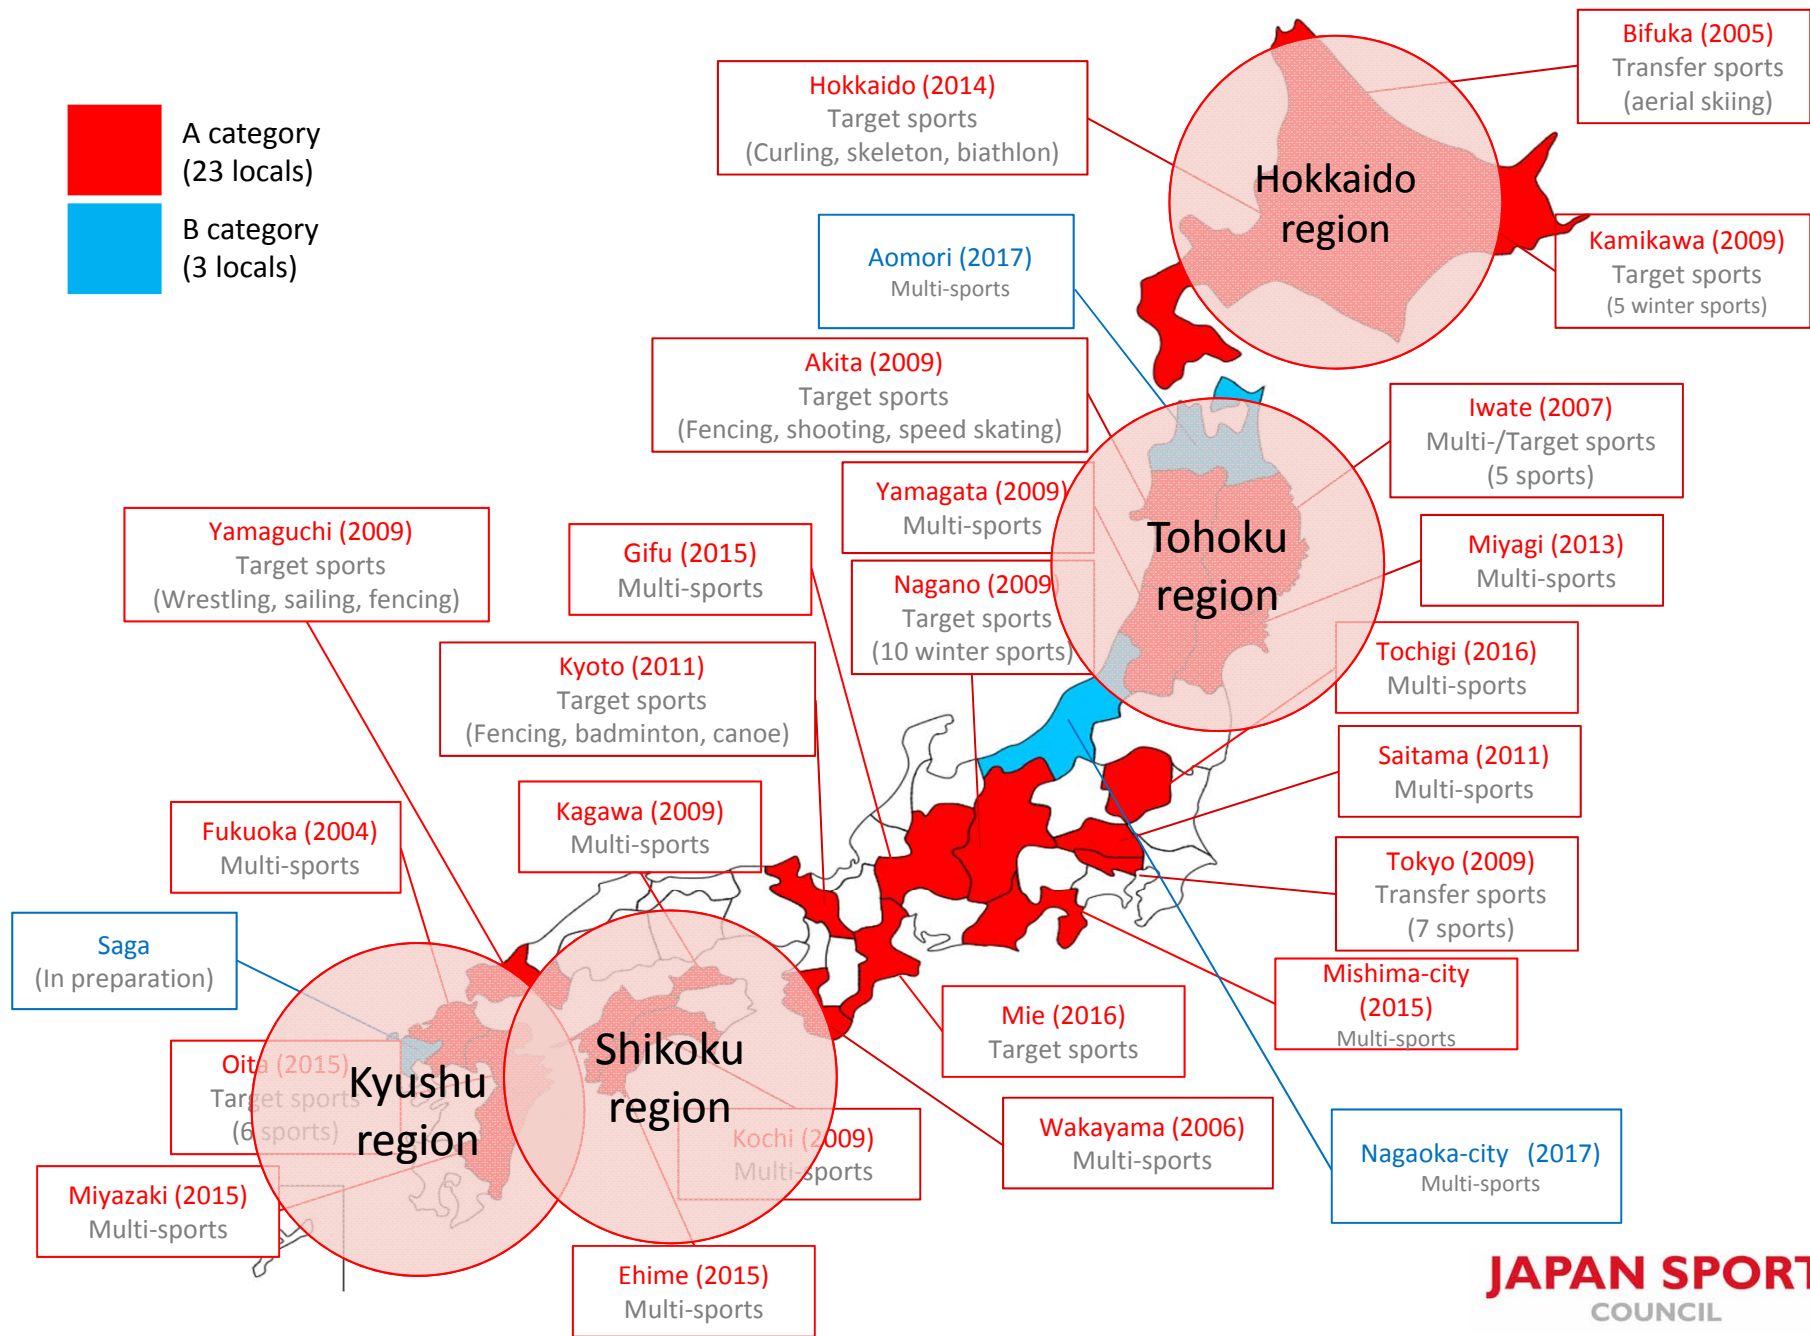 A category
(23 locals)
B category
(3 locals)
Bifuka (2005)
Transfer sports
(aerial skiing)
Hokkaido (2014)
Target sports
(Curling, skeleton, biathlon)
Hokkaido
region
Kamikawa (2009)
Target sports
(5 winter sports)
Aomori (2017)
Multi-sports
Akita (2009)
Target sports
(Fencing, shooting, speed skating)
Iwate (2007)
Multi-/Target sports
(5 sports)
Yamagata (2009)
Multi-sports
Tohoku
region
Miyagi (2013)
Multi-sports
Yamaguchi (2009)
Target sports
(Wrestling, sailing, fencing)
Gifu (2015)
Multi-sports
Nagano (2009)
Target sports
(10 winter sports)
Tochigi (2016)
Multi-sports
Kyoto (2011)
Target sports
(Fencing, badminton, canoe)
Saitama (2011)
Multi-sports
Kagawa (2009)
Multi-sports
Fukuoka (2004)
Multi-sports
Tokyo (2009)
Transfer sports
(7 sports)
Saga
(In preparation)
Mishima-city
(2015)
Multi-sports
Mie (2016)
Target sports
Oita (2015)
Target sports
(6 sports)
Kyushu
region
Shikoku
region
Kochi (2009)
Multi-sports
Wakayama (2006)
Multi-sports
Nagaoka-city (2017)
Multi-sports
Miyazaki (2015)
Multi-sports
Ehime (2015)
Multi-sports
JAPAN SPORT
COUNCIL